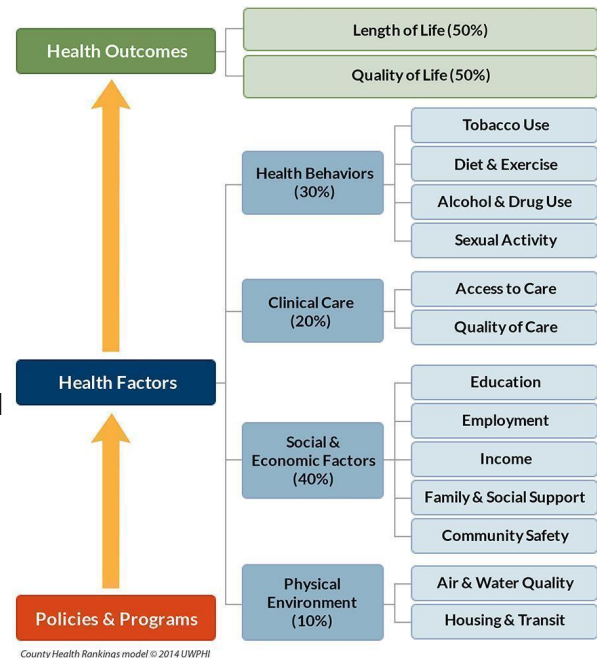 Health Outcomes
Length of Life (50%)
Quality of Life (50%)
Health Behaviors
(30%)
Tobacco Use
Diet & Exercise
Alcohol & Drug Use
Sexual Activity
Clinical Care
(20%)
Access to Care
Quality of Care
Health Factors
Social &
Economic Factors
(40%)
Education
Employment
Income
Family & Social Support
Community Safety
Physical
Environment
(10%)
Air & Water Quality
Housing & Transit
Policies & Programs
County Health Rankings model © 2014 UWPHI